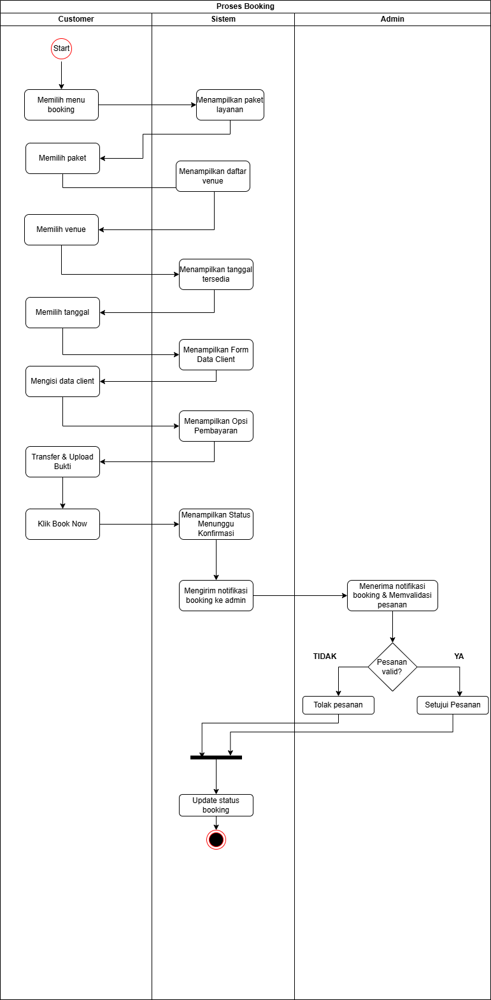 Proses Booking
Customer
Sistem
Admin
Start
Memilih menu
booking
Menampilkan paket
layanan
Memilih paket
Menampilkan daftar
venue
Memilih venue
Menampilkan tanggal
tersedia
Memilih tanggal
Menampilkan Form
Data Client
Mengisi data client
Menampilkan Opsi
Pembayaran
Transfer & Upload
Bukti
Klik Book Now
Menampilkan Status
Menunggu
Konfirmasi
Mengirim notifikasi
booking ke admin
Menerima notifikasi
booking & Memvalidasi
pesanan
TIDAK
YA
Pesanan
valid?
Tolak pesanan
Setujui Pesanan
Update status
booking